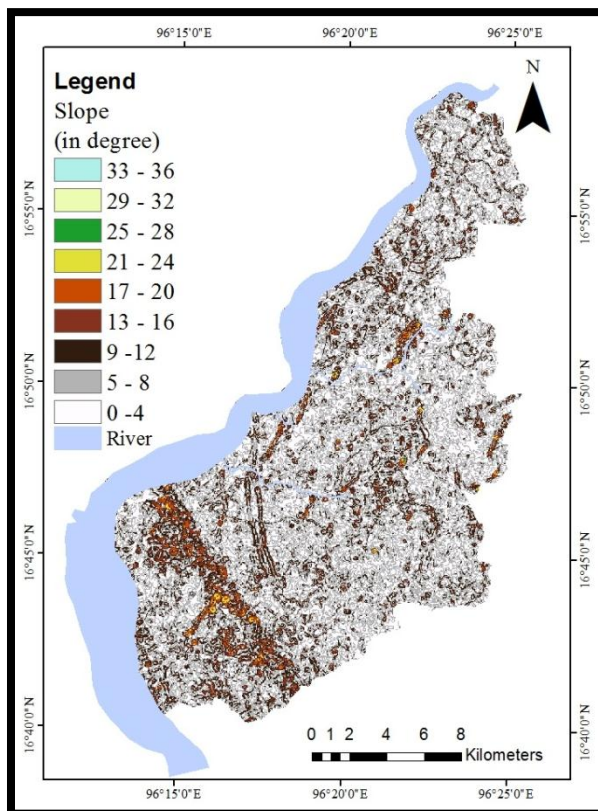 96°15'0"E 96°20'0"E 96°25'0"E
Legend
Slope
(in degree)
33 - 36
29 - 32
25 - 28
21 - 24
17 - 20
13 - 16
9 -12
5 - 8
0 -4
River
N
16°55'0"N 16°55'0"N
16°50'0"N 16°50'0"N
16°45'0"N 16°45'0"N
16°40'0"N 16°40'0"N
0 1 2 4 6 8
Kilometers
96°15'0"E 96°20'0"E 96°25'0"E